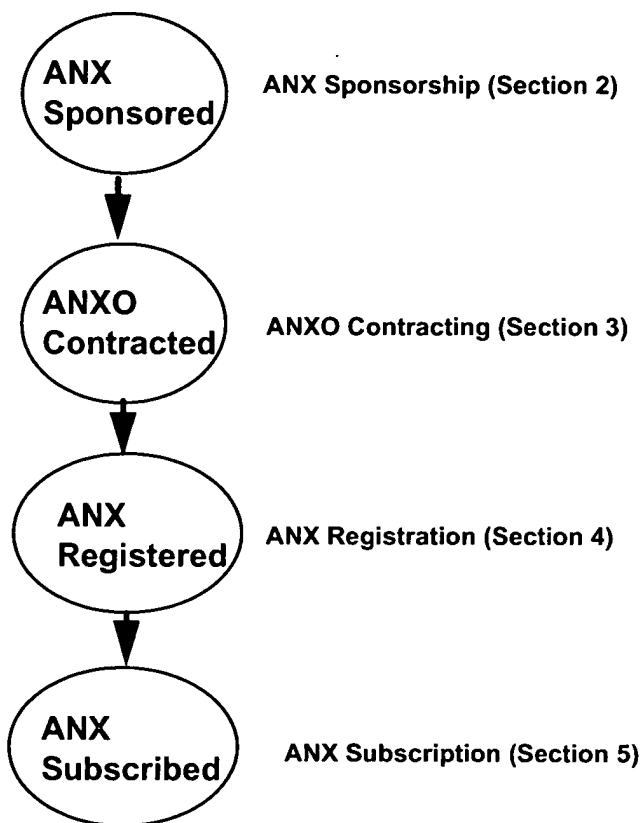 ANX
Sponsored
ANX Sponsorship (Section 2)
ANXO
Contracted
ANXO Contracting (Section 3)
ANX
Registered
ANX Registration (Section 4)
ANX
Subscribed
ANX Subscription (Section 5)